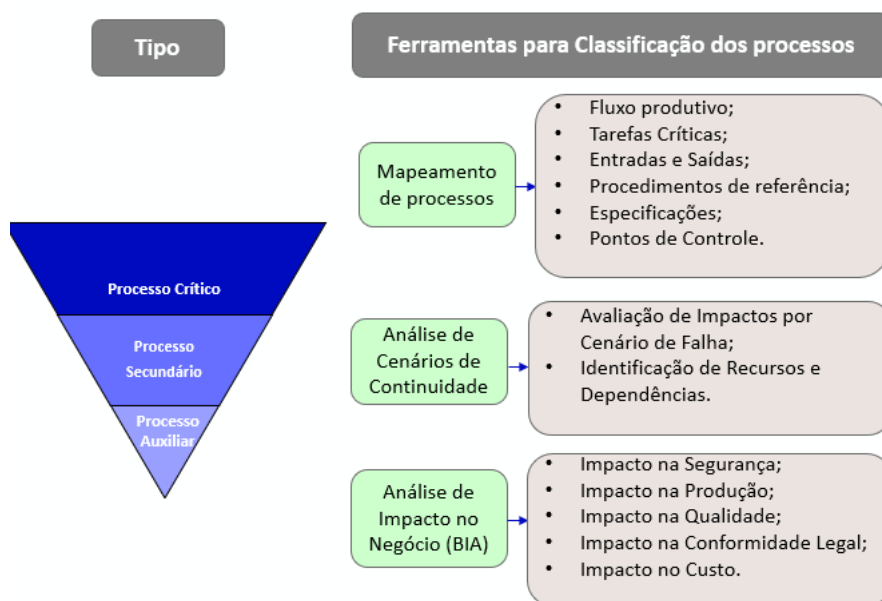 Tipo
Ferramentas para Classificação dos processos
Processo Crítico
Processo
Secundário
Processo
Auxiliar
Mapeamento
de processos
• Fluxo produtivo;
• Tarefas Críticas;
• Entradas e Saídas;
• Procedimentos de referência;
• Especificações;
• Pontos de Controle.
Análise de
Cenários de
Continuidade
• Avaliação de Impactos por
Cenário de Falha;
• Identificação de Recursos e
Dependências.
Análise de
Impacto no
Negócio (BIA)
• Impacto na Segurança;
• Impacto na Produção;
• Impacto na Qualidade;
• Impacto na Conformidade Legal;
• Impacto no Custo.